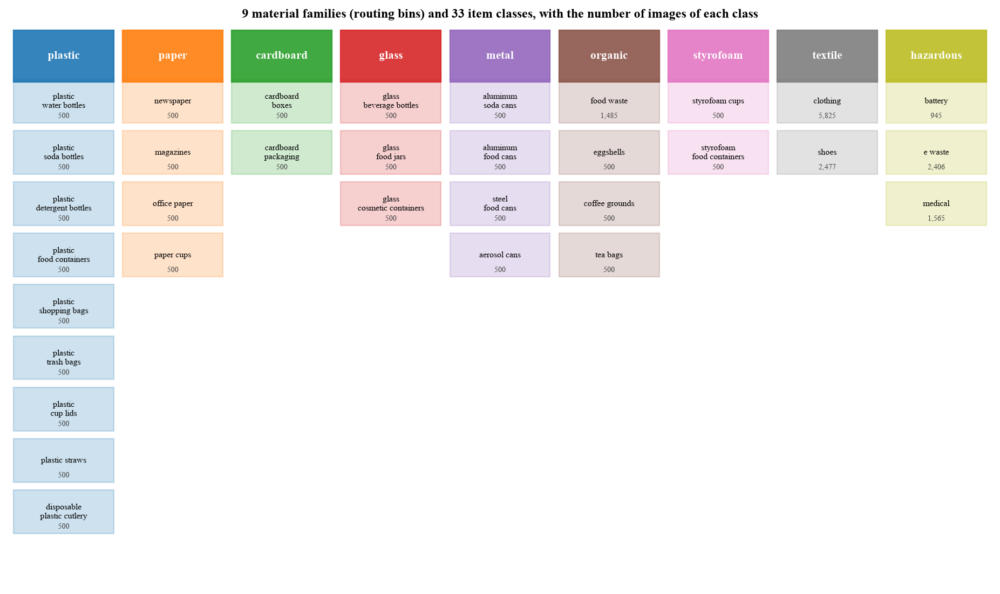 9 material families (routing bins) and 33 item classes, with the number of images of each class
plastic
plastic
water bottles
500
plastic
soda bottles
500
plastic
detergent bottles
500
plastic
food containers
500
plastic
shopping bags
500
plastic
trash bags
500
plastic
cup lids
500
plastic straws
500
disposable
plastic cutlery
500
paper
newspaper
500
magazines
500
office paper
500
paper cups
500
cardboard
cardboard
boxes
500
cardboard
packaging
500
glass
glass
beverage bottles
500
glass
food jars
500
glass
cosmetic containers
500
metal
aluminum
soda cans
500
aluminum
food cans
500
steel
food cans
500
aerosol cans
500
organic
food waste
1,485
eggshells
500
coffee grounds
500
tea bags
500
styrofoam
styrofoam cups
500
styrofoam
food containers
500
textile
clothing
5,825
shoes
2,477
hazardous
battery
945
e waste
2,406
medical
1,565